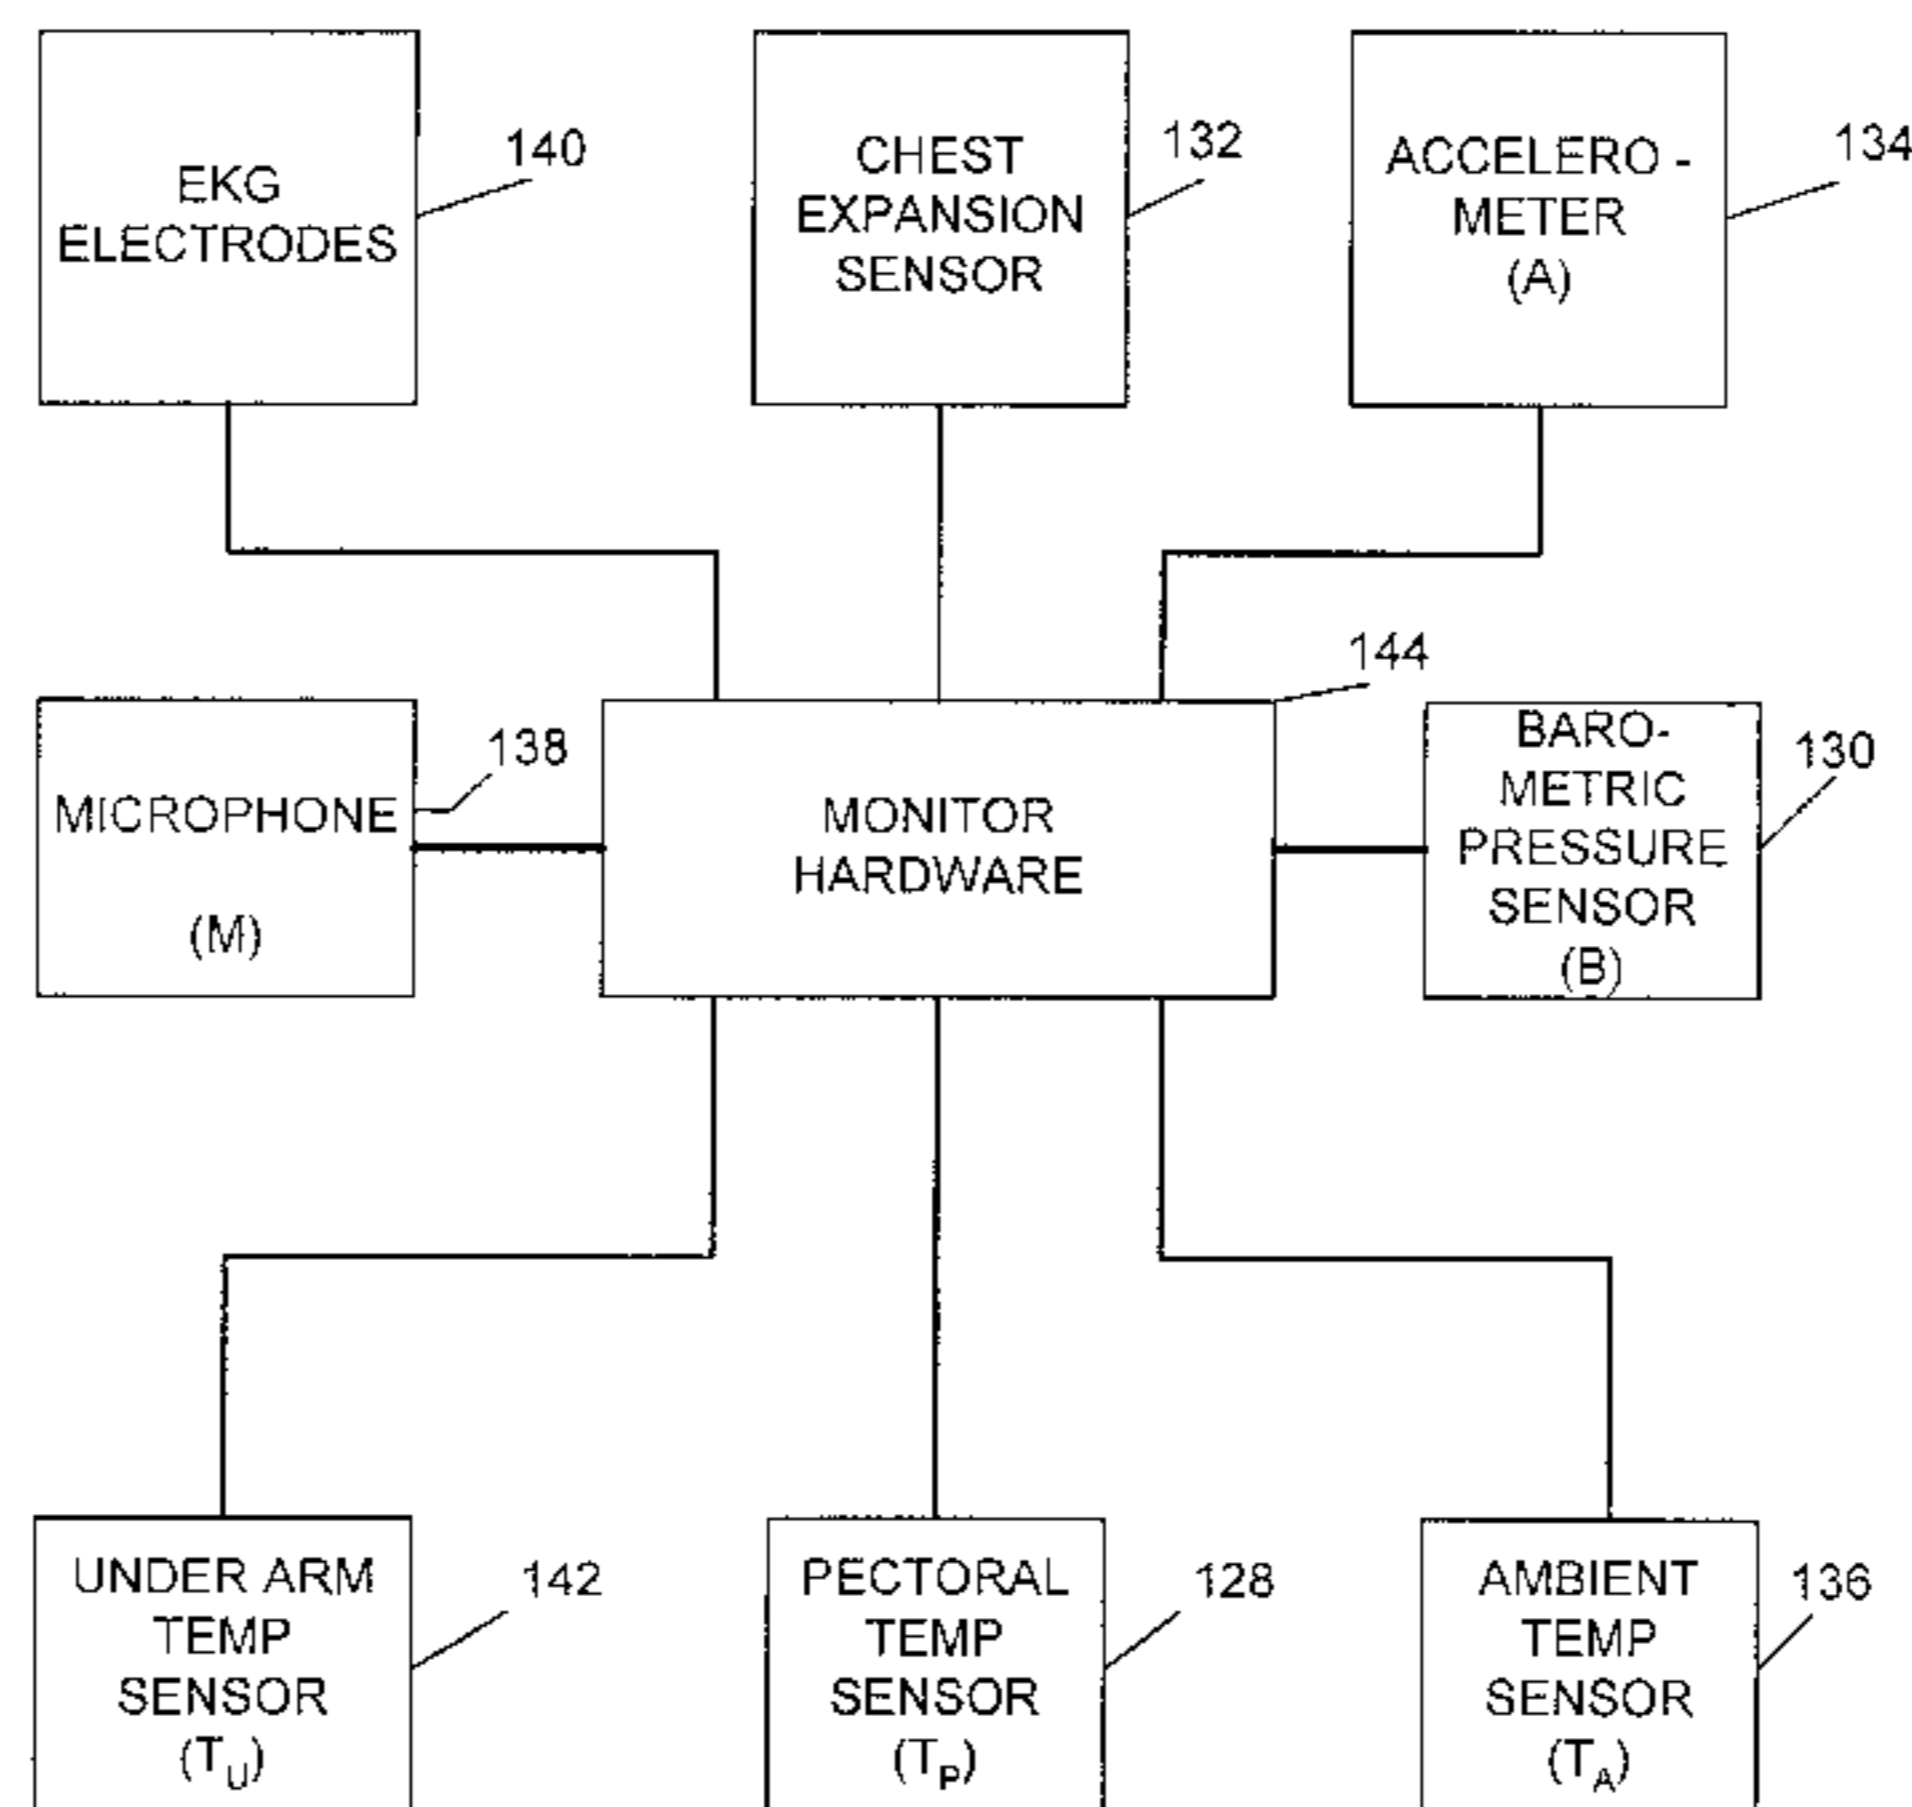 EKG
ELECTRODES
140
CHEST
EXPANSION
SENSOR
132
ACCELERO -
METER
(A)
134
MICROPHONE
(M)
138
MONITOR
HARDWARE
144
BARO-
METRIC
PRESSURE
SENSOR
(B)
130
UNDER ARM
TEMP
SENSOR
(TU)
142
PECTORAL
TEMP
SENSOR
(TP)
128
AMBIENT
TEMP
SENSOR
(TA)
136